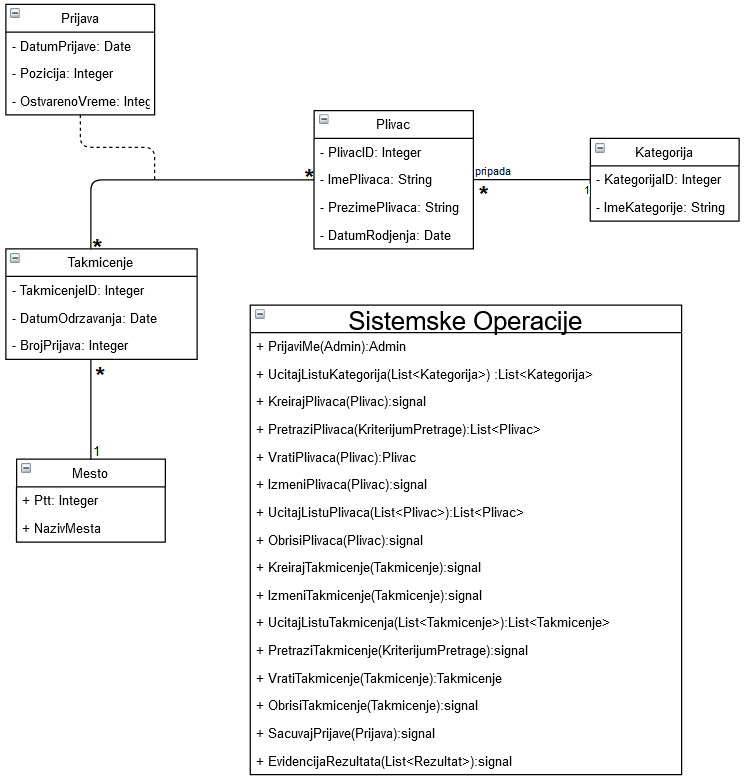 Prijava
- DatumPrijave: Date
- Pozicija: Integer
- OstvarenoVreme: Integ
Plivac
- PlivacID: Integer
- ImePlivaca: String
- PrezimePlivaca: String
- DatumRodjenja: Date
pripada
*
1
Kategorija
- KategorijaID: Integer
- ImeKategorije: String
*
*
Takmicenje
- TakmicenjeID: Integer
- DatumOdrzavanja: Date
- BrojPrijava: Integer
*
1
Mesto
+ Ptt: Integer
+ NazivMesta
Sistemske Operacije
+ PrijaviMe(Admin):Admin
+ UcitajListuKategorija(List<Kategorija>) :List<Kategorija>
+ KreirajPlivaca(Plivac):signal
+ PretraziPlivaca(KriterijumPretrage):List<Plivac>
+ VratiPlivaca(Plivac):Plivac
+ IzmeniPlivaca(Plivac):signal
+ UcitajListuPlivaca(List<Plivac>):List<Plivac>
+ ObrisiPlivaca(Plivac):signal
+ KreirajTakmicenje(Takmicenje):signal
+ IzmeniTakmicenje(Takmicenje):signal
+ UcitajListuTakmicenja(List<Takmicenje>):List<Takmicenje>
+ PretraziTakmicenje(KriterijumPretrage):signal
+ VratiTakmicenje(Takmicenje):Takmicenje
+ ObrisiTakmicenje(Takmicenje):signal
+ SacuvajPrijave(Prijava):signal
+ EvidencijaRezultata(List<Rezultat>):signal